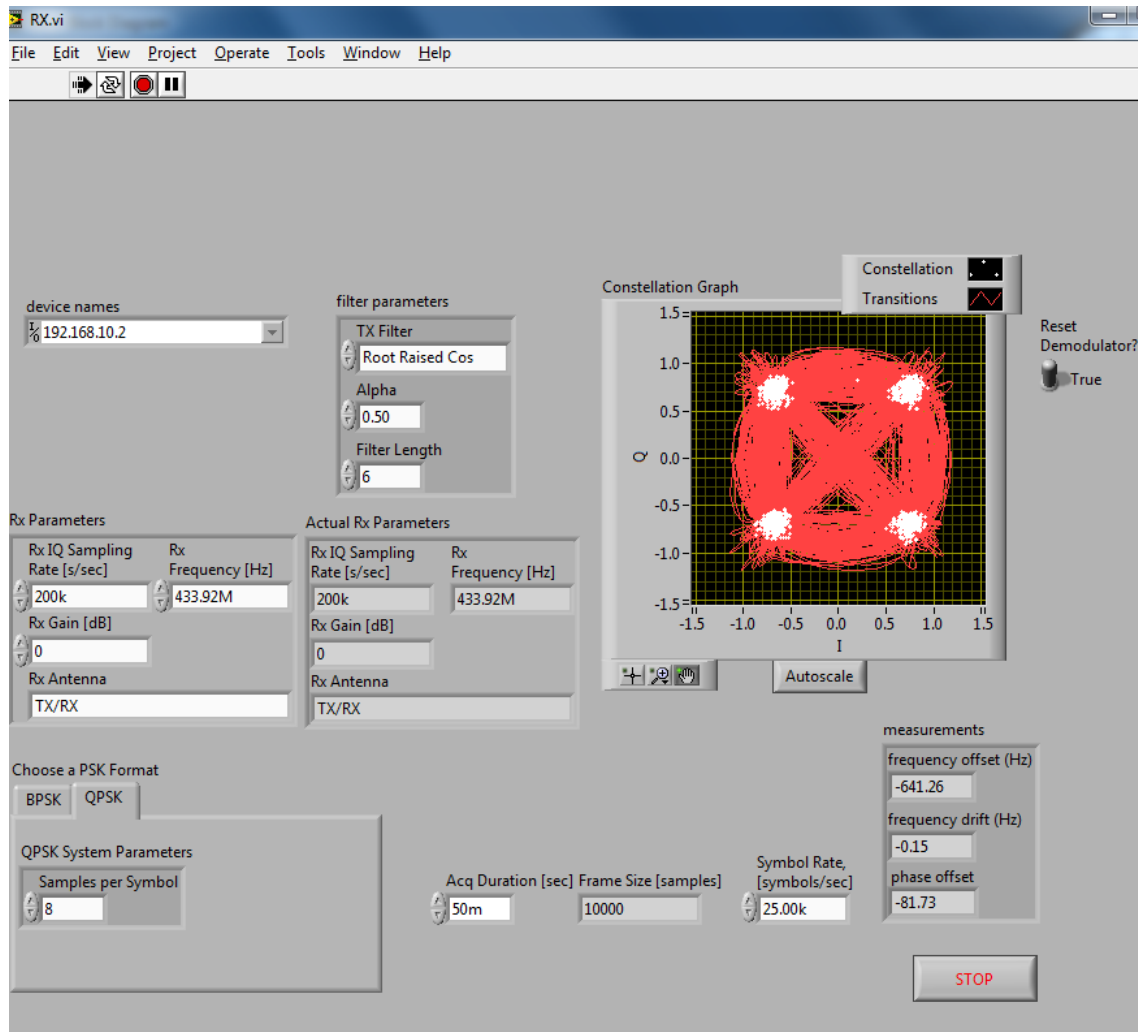 RX.vi
File Edit View Project Operate Tools Window Help
device names
192.168.10.2
filter parameters
TX Filter
Root Raised Cos
Alpha
0.50
Filter Length
6
Constellation Graph
Constellation
Transitions
1.5
1.0
0.5
0.0
-0.5
-1.0
-1.5
Q
-1.5 -1.0 -0.5 0.0 0.5 1.0 1.5
I
Autoscale
Reset
Demodulator?
True
Rx Parameters
Rx IQ Sampling
Rate [s/sec]
200k
Rx
Frequency [Hz]
433.92M
Rx Gain [dB]
0
Rx Antenna
TX/RX
Actual Rx Parameters
Rx IQ Sampling
Rate [s/sec]
200k
Rx
Frequency [Hz]
433.92M
Rx Gain [dB]
0
Rx Antenna
TX/RX
measurements
frequency offset (Hz)
-641.26
frequency drift (Hz)
-0.15
phase offset
-81.73
Choose a PSK Format
BPSK QPSK
QPSK System Parameters
Samples per Symbol
8
Acq Duration [sec]
50m
Frame Size [samples]
10000
Symbol Rate,
[symbols/sec]
25.00k
STOP